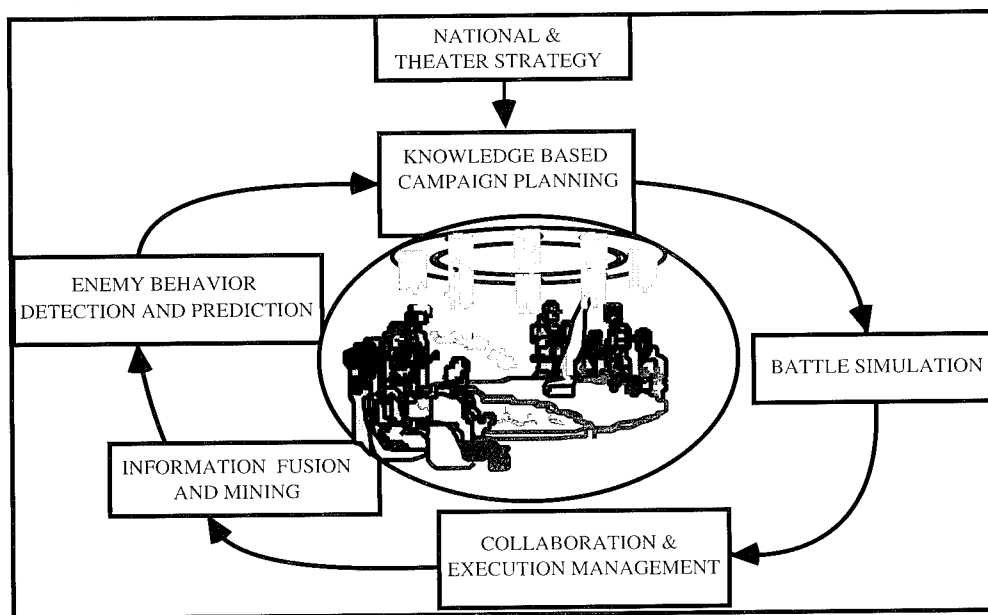 NATIONAL &
THEATER STRATEGY
KNOWLEDGE BASED
CAMPAIGN PLANNING
ENEMY BEHAVIOR
DETECTION AND PREDICTION
BATTLE SIMULATION
INFORMATION FUSION
AND MINING
COLLABORATION &
EXECUTION MANAGEMENT